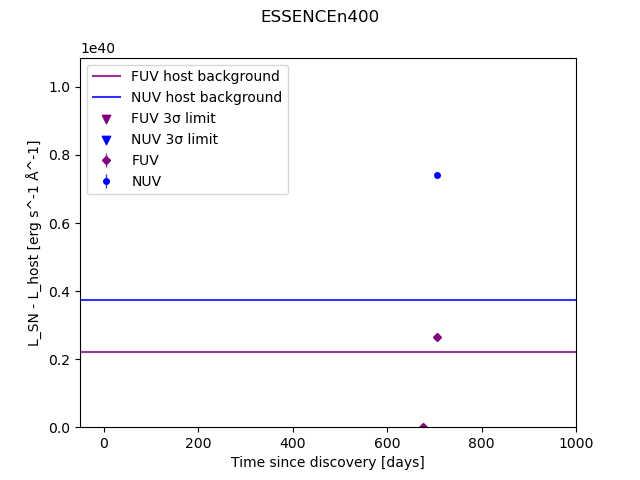 ESSENCEn400
1e40
FUV host background
NUV host background
FUV 3σ limit
NUV 3σ limit
FUV
NUV
1.0
0.8
0.6
0.4
0.2
0.0
L_SN - L_host [erg s^-1 Å^-1]
0 200 400 600 800 1000
Time since discovery [days]